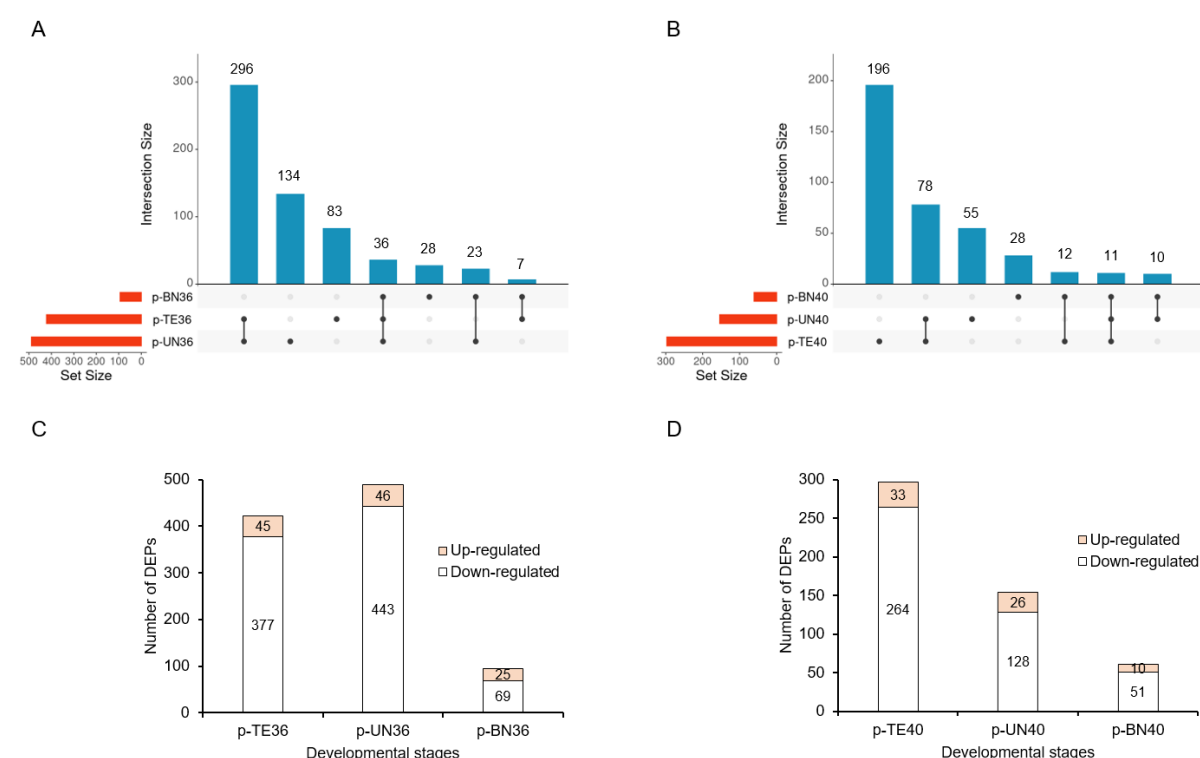 A
296
134
83
36
28
23
7
300
200
100
0
Intersection Size
p-BN36
p-TE36
p-UN36
500 400 300 200 100 0
Set Size
B
196
78
55
28
12
11
10
200
150
100
50
0
Intersection Size
p-BN40
p-UN40
p-TE40
300 200 100 0
Set Size
C
500
400
300
200
100
0
Number of DEPs
45
377
46
443
25
69
Up-regulated
Down-regulated
p-TE36 p-UN36 p-BN36
Developmental stages
D
300
250
200
150
100
50
0
Number of DEPs
33
264
26
128
10
51
Up-regulated
Down-regulated
p-TE40 p-UN40 p-BN40
Developmental stages